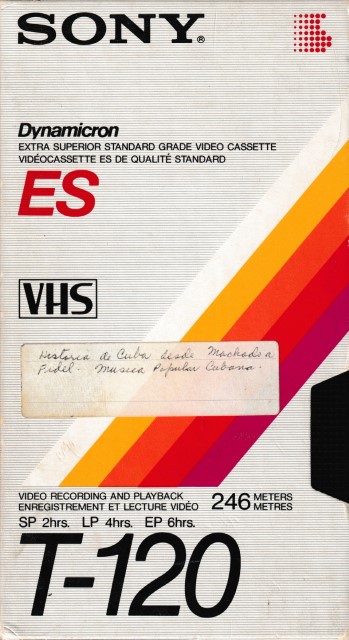 SONY®
Dynamicron
EXTRA SUPERIOR STANDARD GRADE VIDEO CASSETTE
VIDÉOCASSETTE ES DE QUALITÉ STANDARD
ES
VHS
Historia de Cuba desde Machado a
Fidel - Musica Popular Cubana.
VIDEO RECORDING AND PLAYBACK
ENREGISTREMENT ET LECTURE VIDÉO
246 METERS
METRES
SP 2hrs. LP 4hrs. EP 6hrs.
T-120